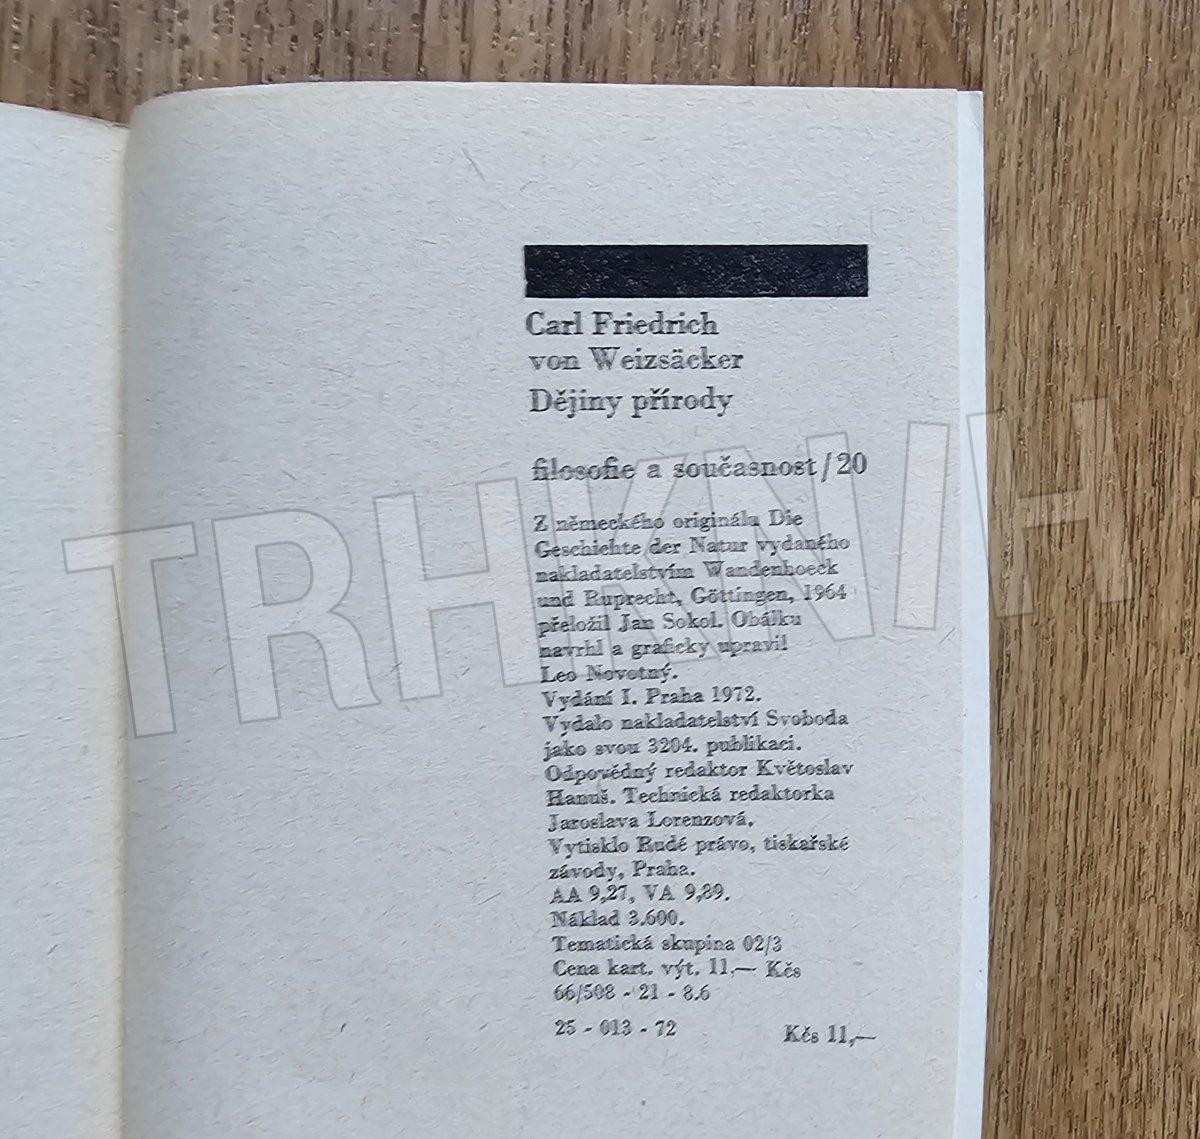 Carl Friedrich
von Weizsäcker
Dějiny přírody
filosofie a současnost/20
Z německého originálu Die
Geschichte der Natur vydaného
nakladatelstvím Wandenhoeck
und Ruprecht, Göttingen, 1964
přeložil Jan Sokol. Obálku
navrhl a graficky upravil
Leo Novotný.
Vydání I. Praha 1972.
Vydalo nakladatelství Svoboda
jako svou 3204. publikaci.
Odpovědný redaktor Květoslav
Hanuš. Technická redaktorka
Jaroslava Lorenzová.
Vytisklo Rudé právo, tiskařské
závody, Praha.
AA 9,27, VA 9,89.
Náklad 3.600.
Tematická skupina 02/3
Cena kart. výt. 11,— Kčs
66/508 - 21 - 8.6
25 - 013 - 72 Kčs 11,—
TRHKNIH